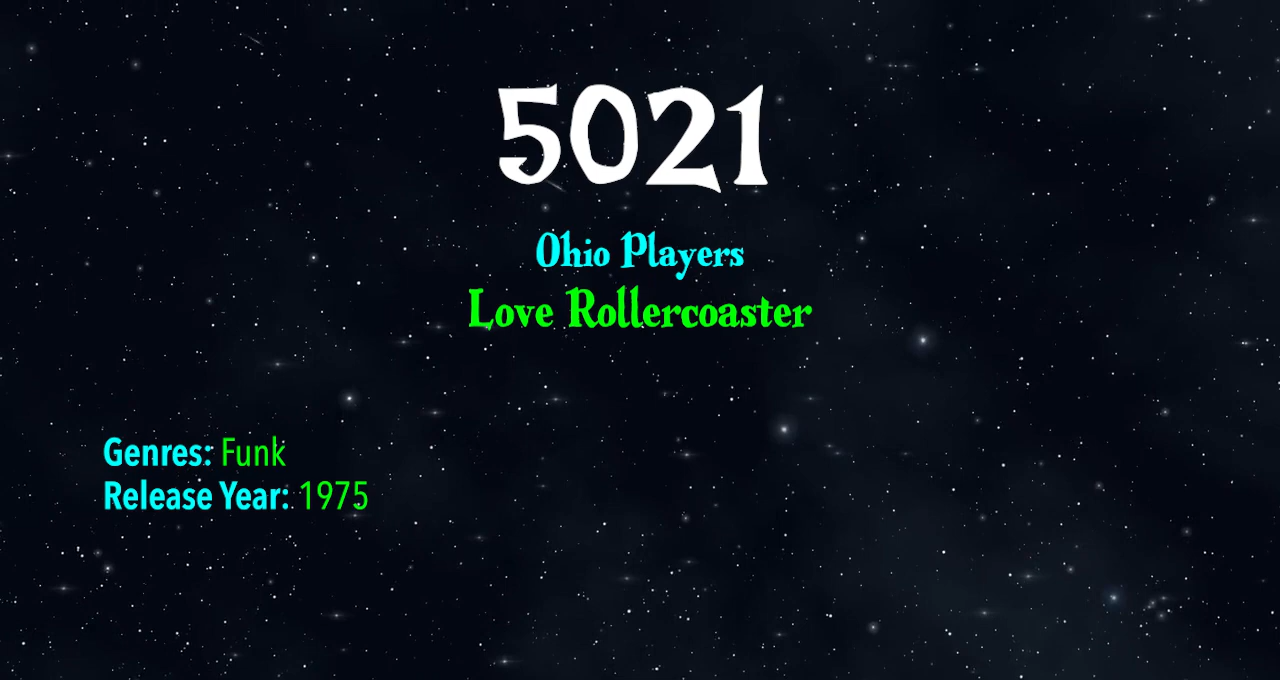 5021
Ohio Players
Love Rollercoaster
Genres: Funk
Release Year: 1975